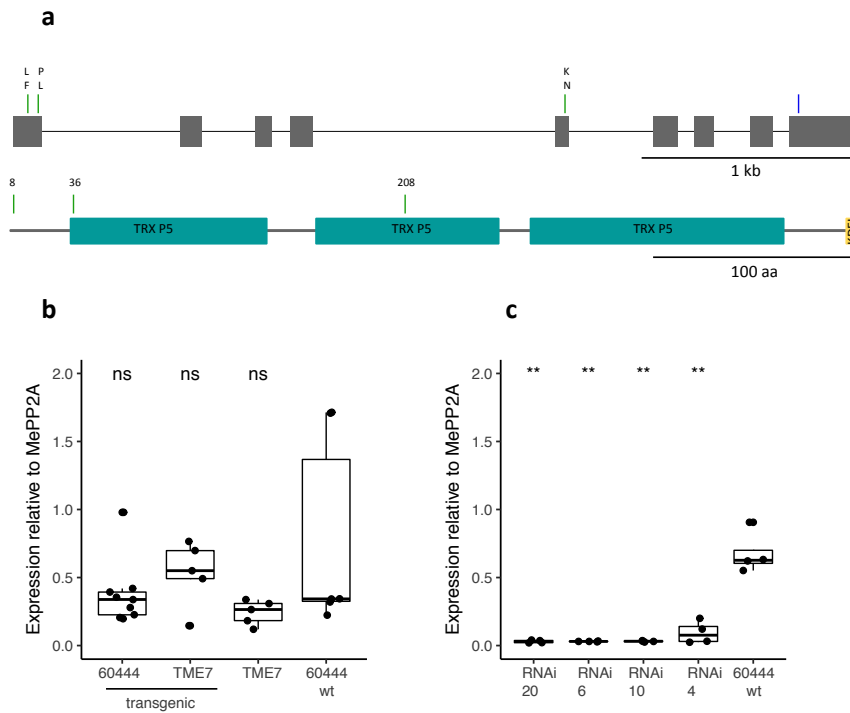 a
L P K
F L N
1 kb
8 36 208
TRX P5 TRX P5 TRX P5
100 aa
b
c
ns ns ns
** ** ** **
Expression relative to MePP2A
2.0
1.5
1.0
0.5
0.0
60444 TME7 TME7 60444
wt
transgenic
Expression relative to MePP2A
2.0
1.5
1.0
0.5
0.0
RNAi RNAi RNAi RNAi 60444
20 6 10 4 wt